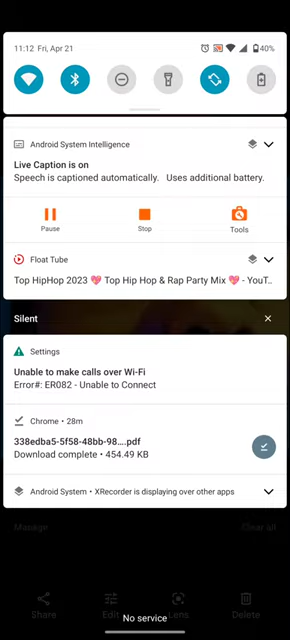 11:12 Fri, Apr 21
40%
Android System Intelligence
Live Caption is on
Speech is captioned automatically. Uses additional battery.
Pause
Stop
Tools
Float Tube
Top HipHop 2023 💖 Top Hip Hop & Rap Party Mix 💖 - YouT..
Silent
Settings
Unable to make calls over Wi-Fi
Error#: ER082 - Unable to Connect
Chrome • 28m
338edba5-5f58-48bb-98....pdf
Download complete • 454.49 KB
Android System • XRecorder is displaying over other apps
Manage
Clear all
Share
Edit
Lens
Delete
No service